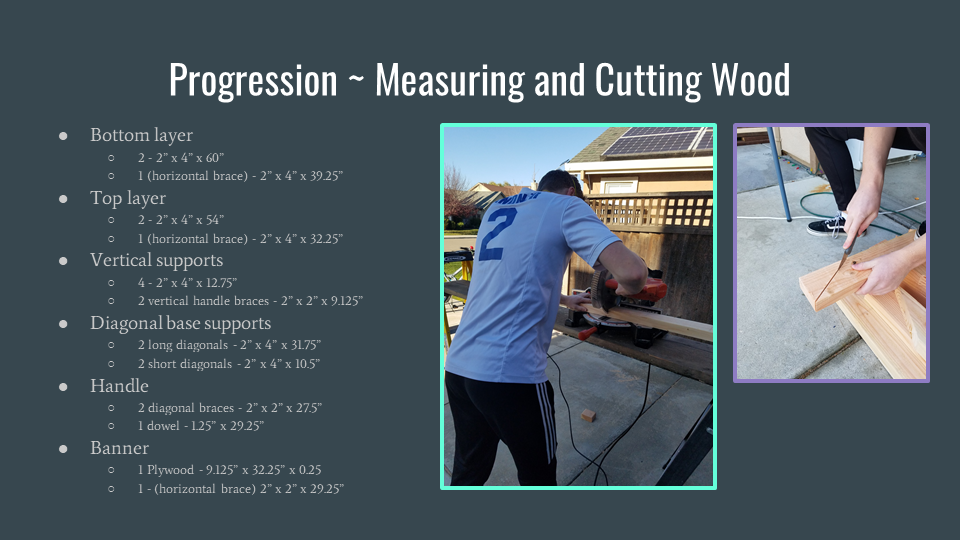 Progression ~ Measuring and Cutting Wood
● Bottom layer
○ 2 - 2” x 4” x 60”
○ 1 (horizontal brace) - 2” x 4” x 39.25”
● Top layer
○ 2 - 2” x 4” x 54”
○ 1 (horizontal brace) - 2” x 4” x 32.25”
● Vertical supports
○ 4 - 2” x 4” x 12.75”
○ 2 vertical handle braces - 2” x 2” x 9.125”
● Diagonal base supports
○ 2 long diagonals - 2” x 4” x 31.75”
○ 2 short diagonals - 2” x 4” x 10.5”
● Handle
○ 2 diagonal braces - 2” x 2” x 27.5”
○ 1 dowel - 1.25” x 29.25”
● Banner
○ 1 Plywood - 9.125” x 32.25” x 0.25
○ 1 - (horizontal brace) 2” x 2” x 29.25”
2